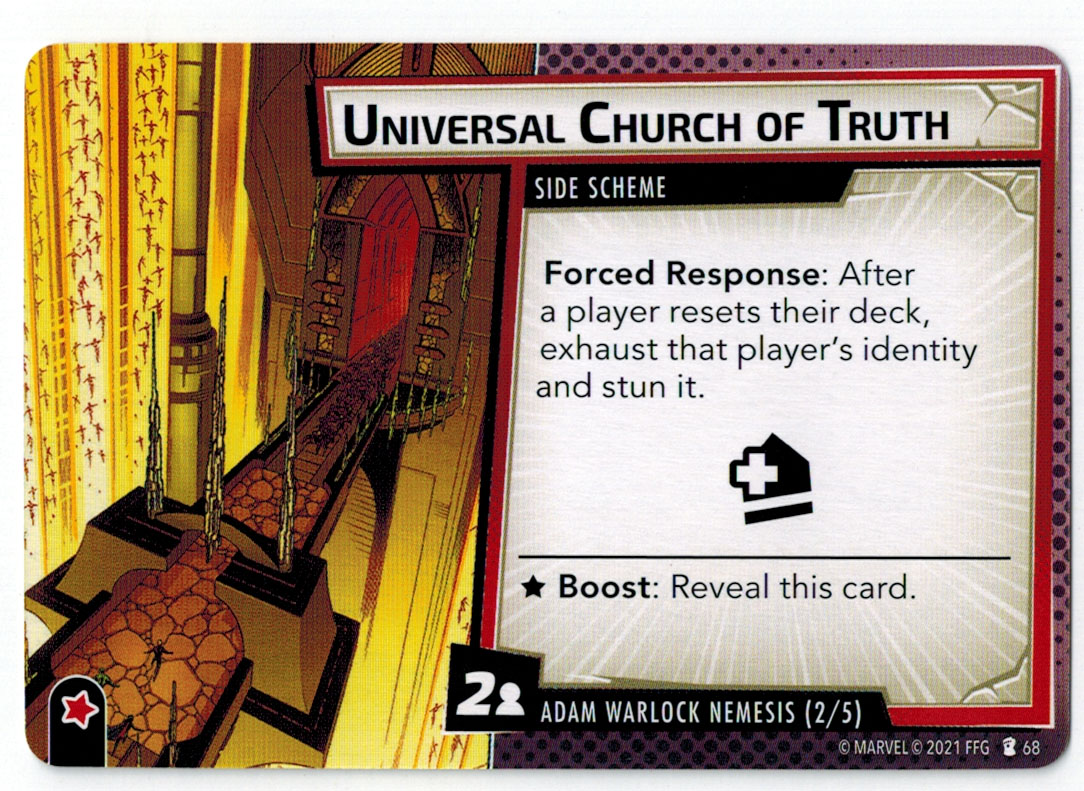 UNIVERSAL CHURCH OF TRUTH
SIDE SCHEME
Forced Response: After
a player resets their deck,
exhaust that player's identity
and stun it.
★ Boost: Reveal this card.
2
ADAM WARLOCK NEMESIS (2/5)
© MARVEL © 2021 FFG 68